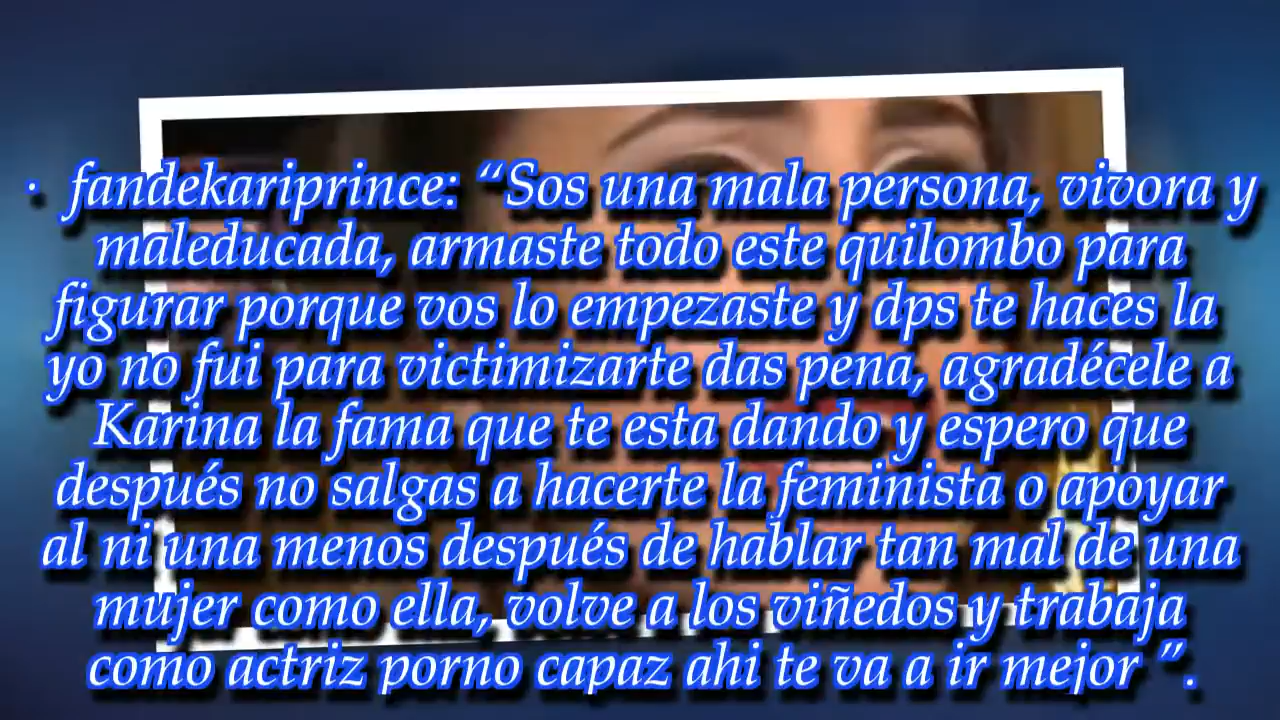 · fandekariprince: “Sos una mala persona, vivora y
maleducada, armaste todo este quilombo para
figurar porque vos lo empezaste y dps te haces la
yo no fui para victimizarte das pena, agradécele a
Karina la fama que te esta dando y espero que
después no salgas a hacerte la feminista o apoyar
al ni una menos después de hablar tan mal de una
mujer como ella, volve a los viñedos y trabaja
como actriz porno capaz ahi te va a ir mejor ”.